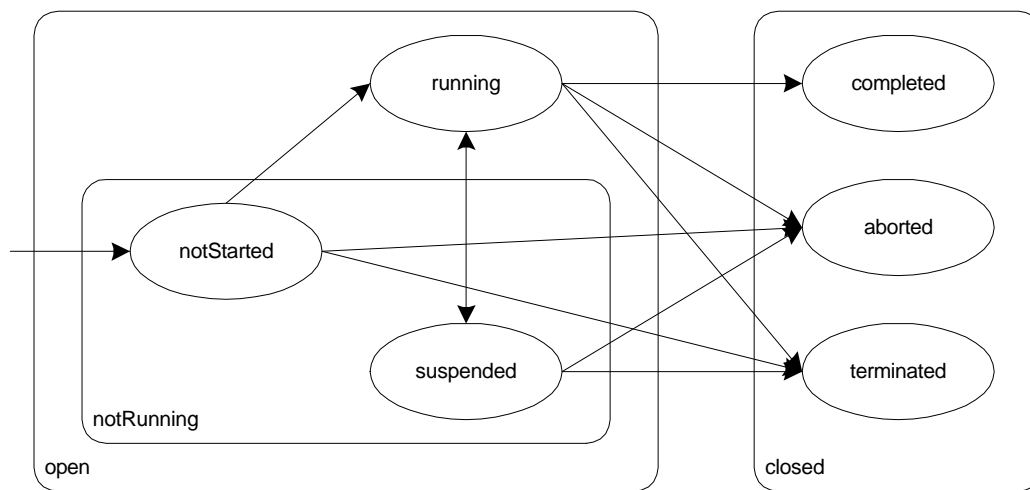 running
completed
notStarted
aborted
suspended
terminated
notRunning
open
closed